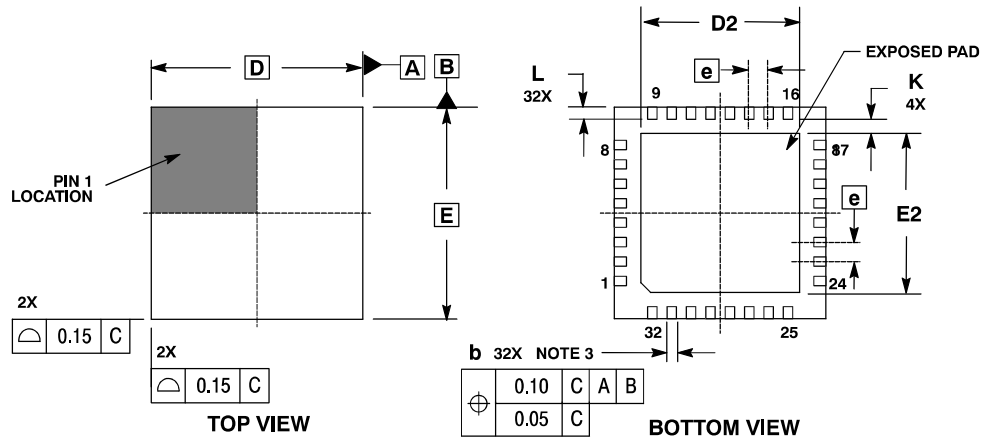 D
A
B
PIN 1
LOCATION
E
2X
0.15 C
2X
0.15 C
TOP VIEW
D2
EXPOSED PAD
e
L
32X
9
16
K
4X
8
e
E2
1
24
32
25
b 32X NOTE 3
0.10 C A B
0.05 C
BOTTOM VIEW